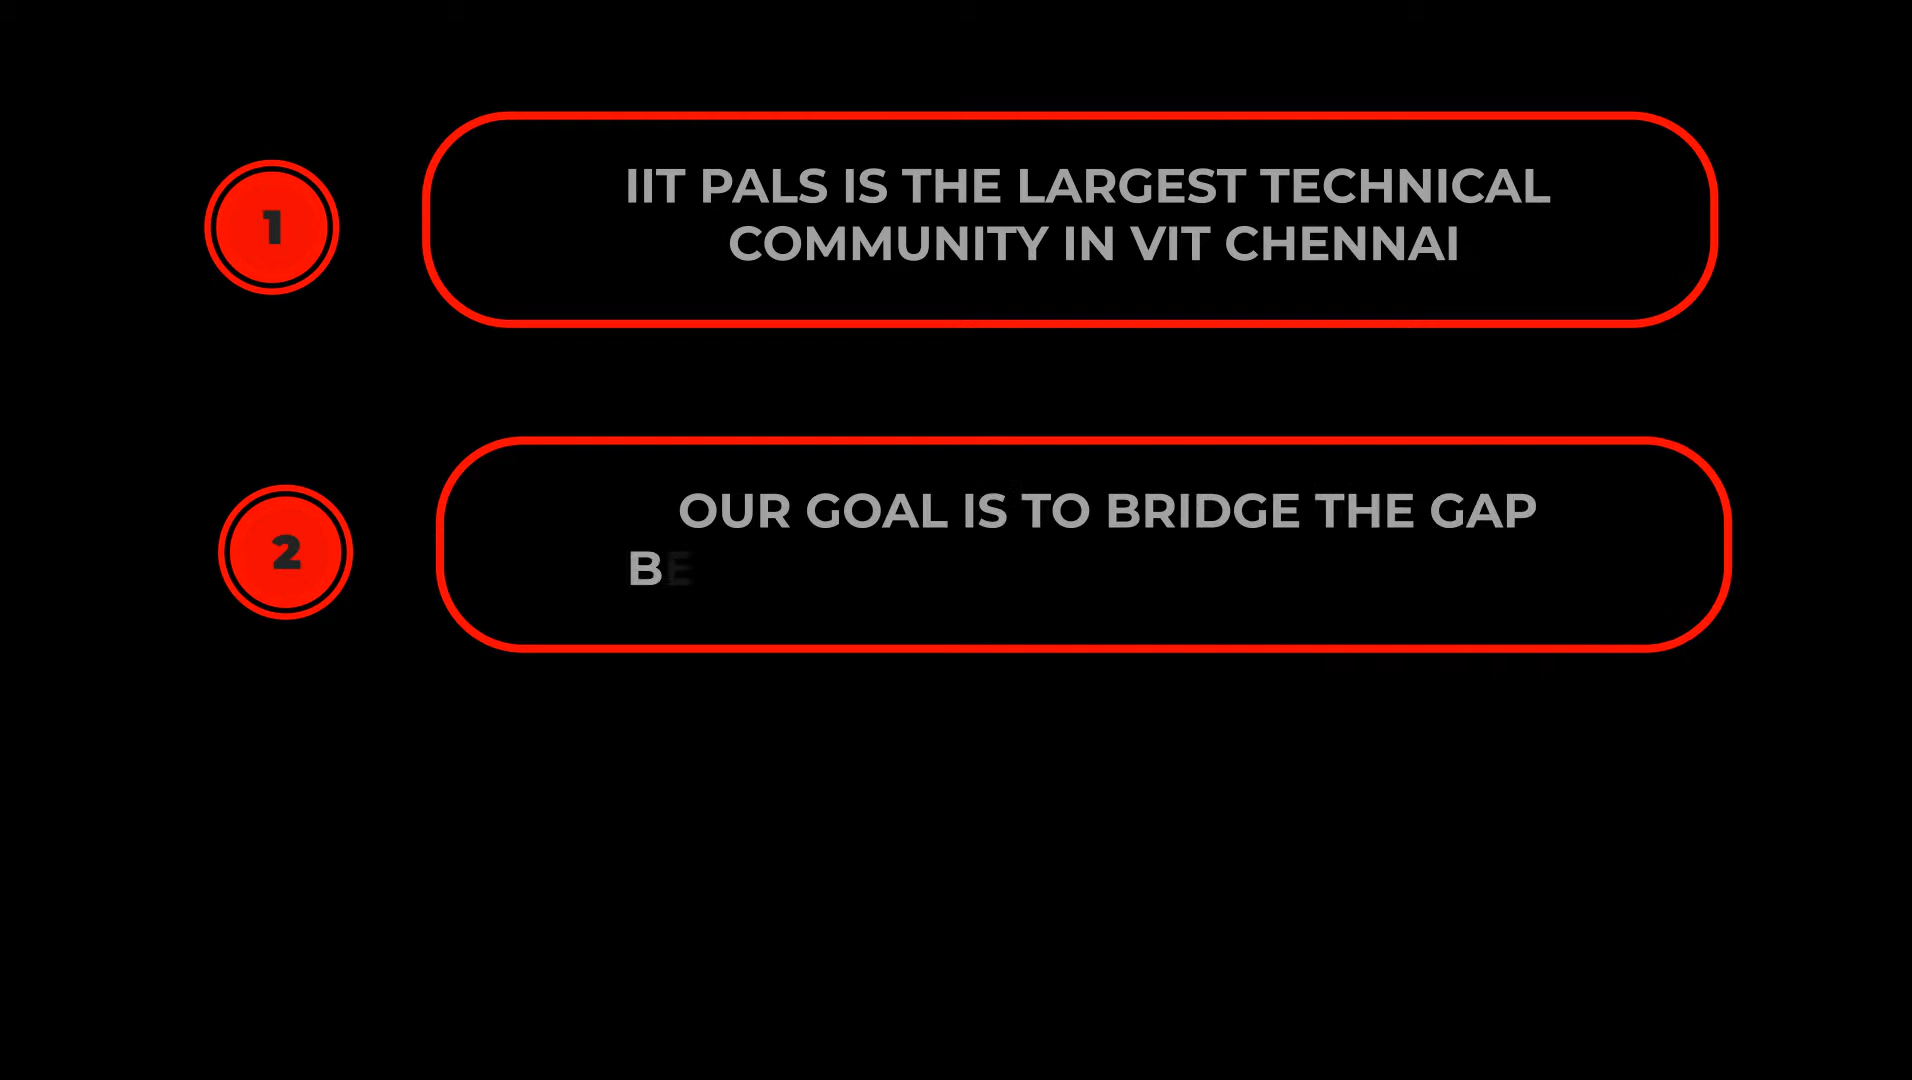 1
IIT PALS IS THE LARGEST TECHNICAL
COMMUNITY IN VIT CHENNAI
2
OUR GOAL IS TO BRIDGE THE GAP
BE